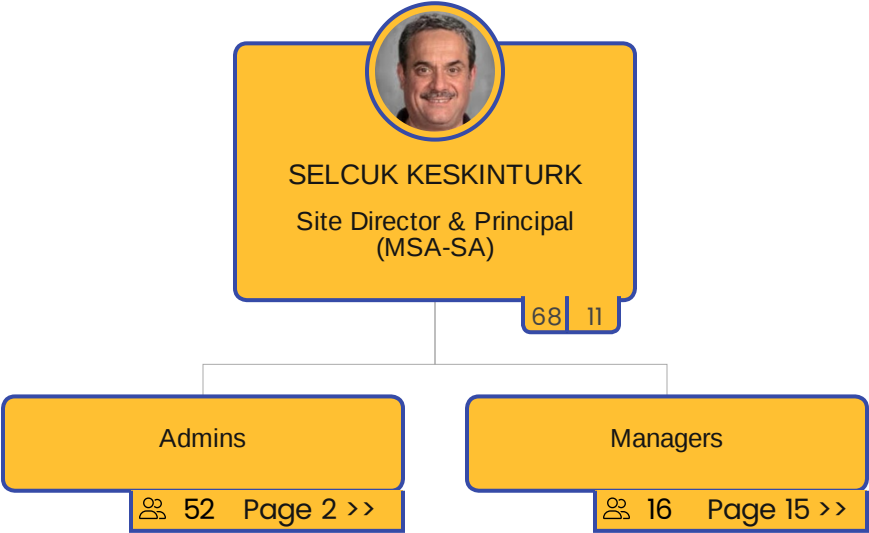 SELCUK KESKINTURK
Site Director & Principal
(MSA-SA)
68 11
Admins
Managers
52 Page 2 >>
16 Page 15 >>